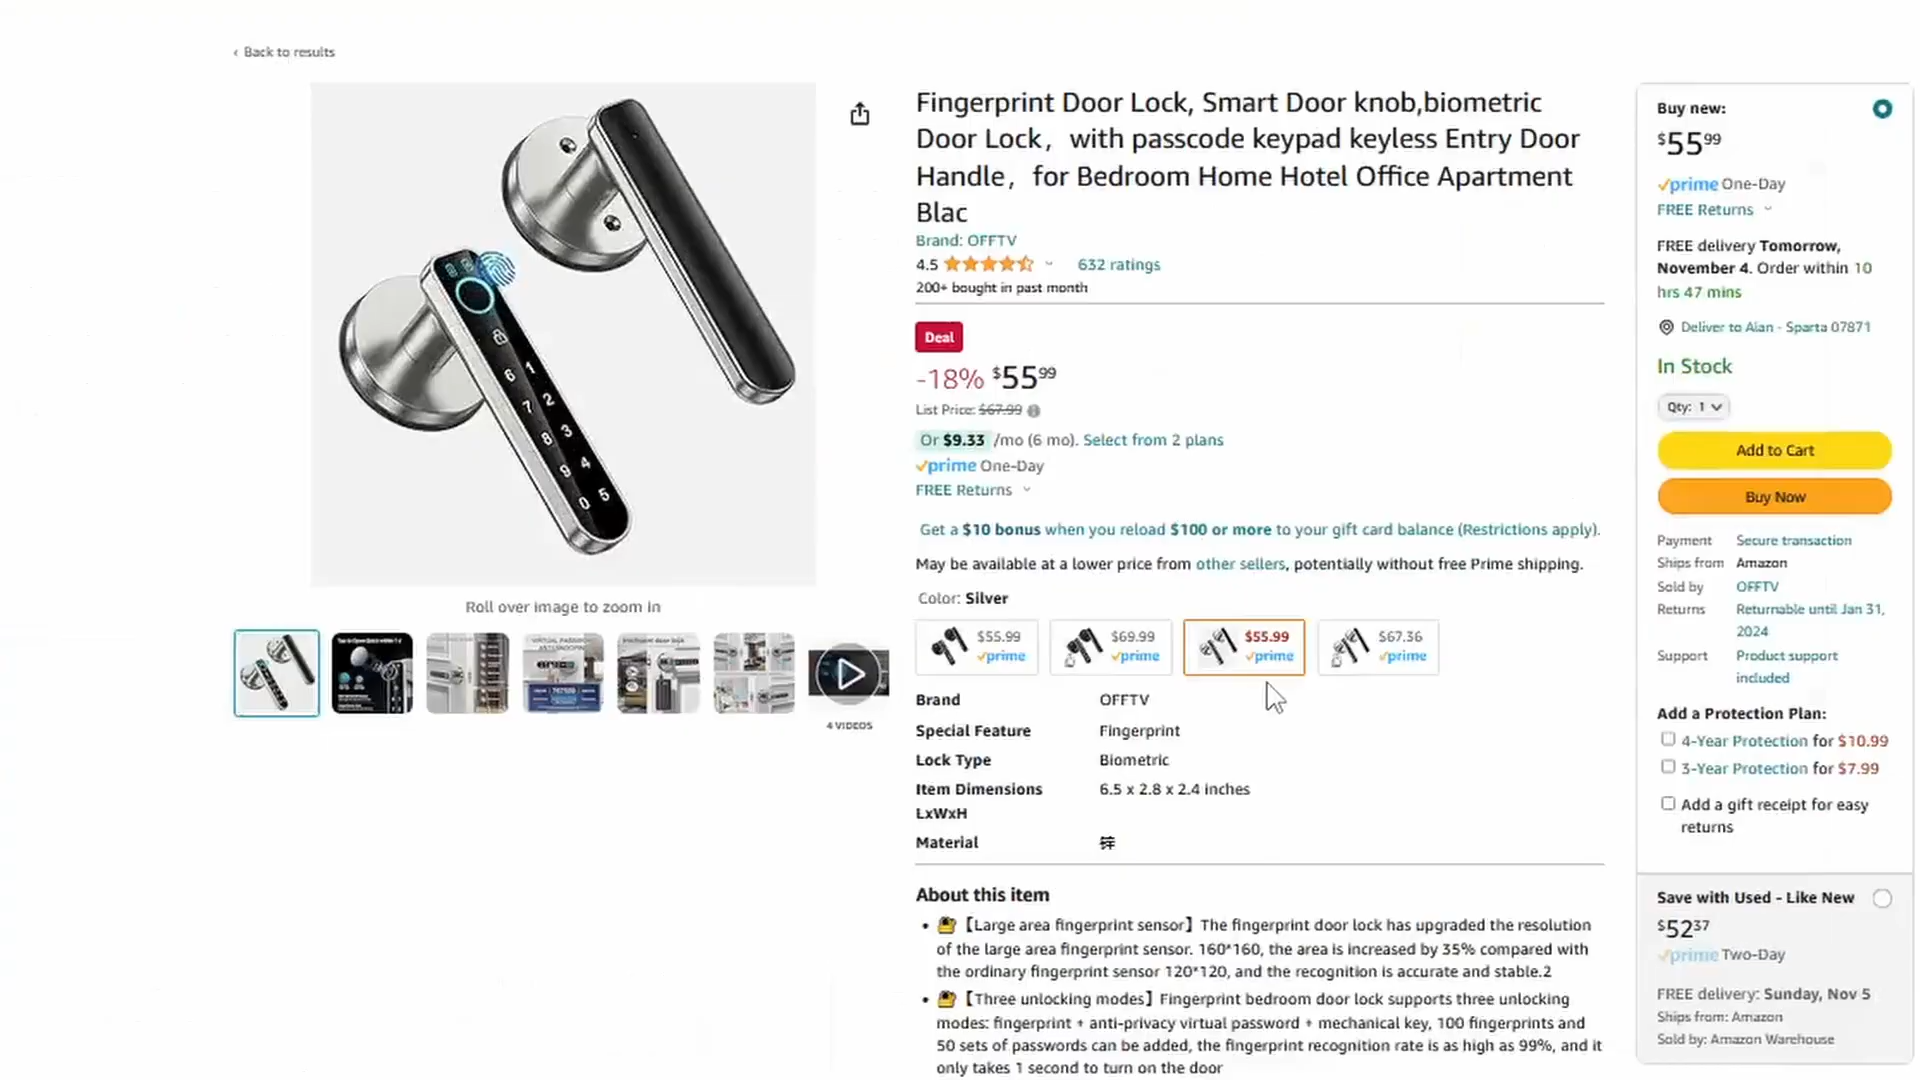 ‹ Back to results
Fingerprint Door Lock, Smart Door knob,biometric
Door Lock，with passcode keypad keyless Entry Door
Handle，for Bedroom Home Hotel Office Apartment
Blac
Brand: OFFTV
4.5 632 ratings
200+ bought in past month
Deal
-18% $55 99
List Price: $67.99
Or $9.33 /mo (6 mo). Select from 2 plans
prime One-Day
FREE Returns
Get a $10 bonus when you reload $100 or more to your gift card balance (Restrictions apply).
May be available at a lower price from other sellers, potentially without free Prime shipping.
Color: Silver
$55.99 $69.99 $55.99 $67.36
prime prime prime prime
Brand OFFTV
Special Feature Fingerprint
Lock Type Biometric
Item Dimensions 6.5 x 2.8 x 2.4 inches
LxWxH
Material
About this item
• 【Large area fingerprint sensor】The fingerprint door lock has upgraded the resolution
of the large area fingerprint sensor. 160*160, the area is increased by 35% compared with
the ordinary fingerprint sensor 120*120, and the recognition is accurate and stable.2
• 【Three unlocking modes】Fingerprint bedroom door lock supports three unlocking
modes: fingerprint + anti-privacy virtual password + mechanical key, 100 fingerprints and
50 sets of passwords can be added, the fingerprint recognition rate is as high as 99%, and it
only takes 1 second to turn on the door
6 1
7 2
8 3
9 4
0 5
Roll over image to zoom in
4 VIDEOS
Buy new:
$55 99
prime One-Day
FREE Returns
FREE delivery Tomorrow,
November 4. Order within 10
hrs 47 mins
Deliver to Alan - Sparta 07871
In Stock
Qty: 1
Add to Cart
Buy Now
Payment Secure transaction
Ships from Amazon
Sold by OFFTV
Returns Returnable until Jan 31,
2024
Support Product support
included
Add a Protection Plan:
4-Year Protection for $10.99
3-Year Protection for $7.99
Add a gift receipt for easy
returns
Save with Used - Like New
$52 37
prime Two-Day
FREE delivery: Sunday, Nov 5
Ships from: Amazon
Sold by: Amazon Warehouse